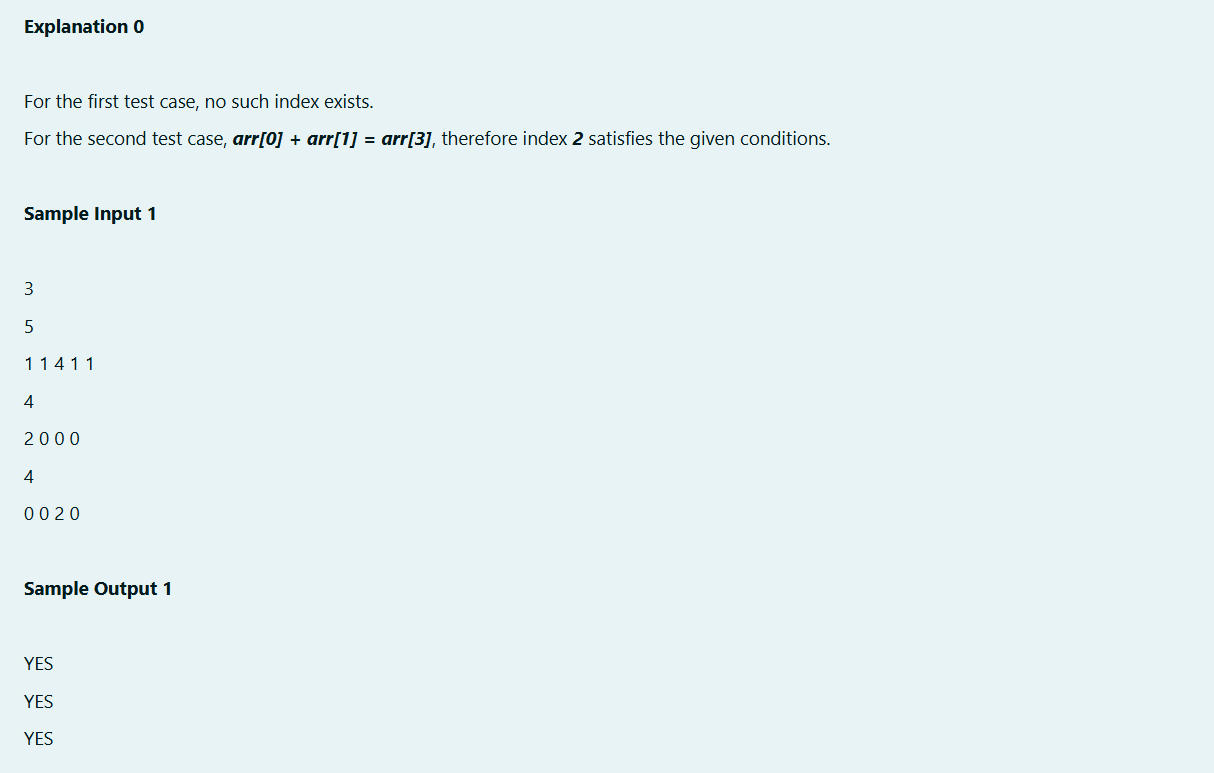 Explanation 0
For the first test case, no such index exists.
For the second test case, arr[0] + arr[1] = arr[3], therefore index 2 satisfies the given conditions.
Sample Input 1
3
5
1 1 4 1 1
4
2 0 0 0
4
0 0 2 0
Sample Output 1
YES
YES
YES